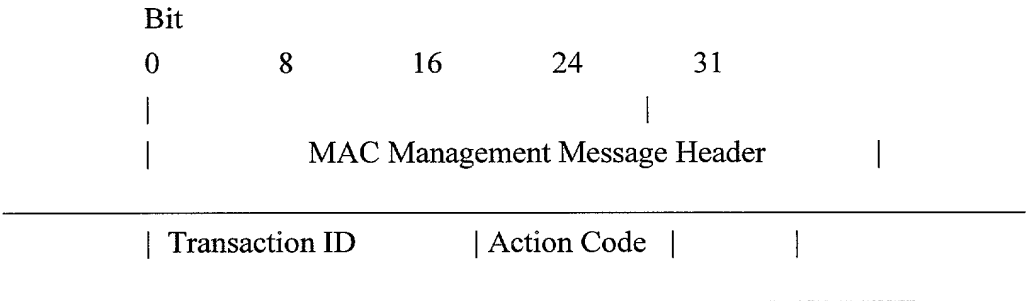 Bit
0 8 16 24 31
| |
| MAC Management Message Header |
| Transaction ID | Action Code | |